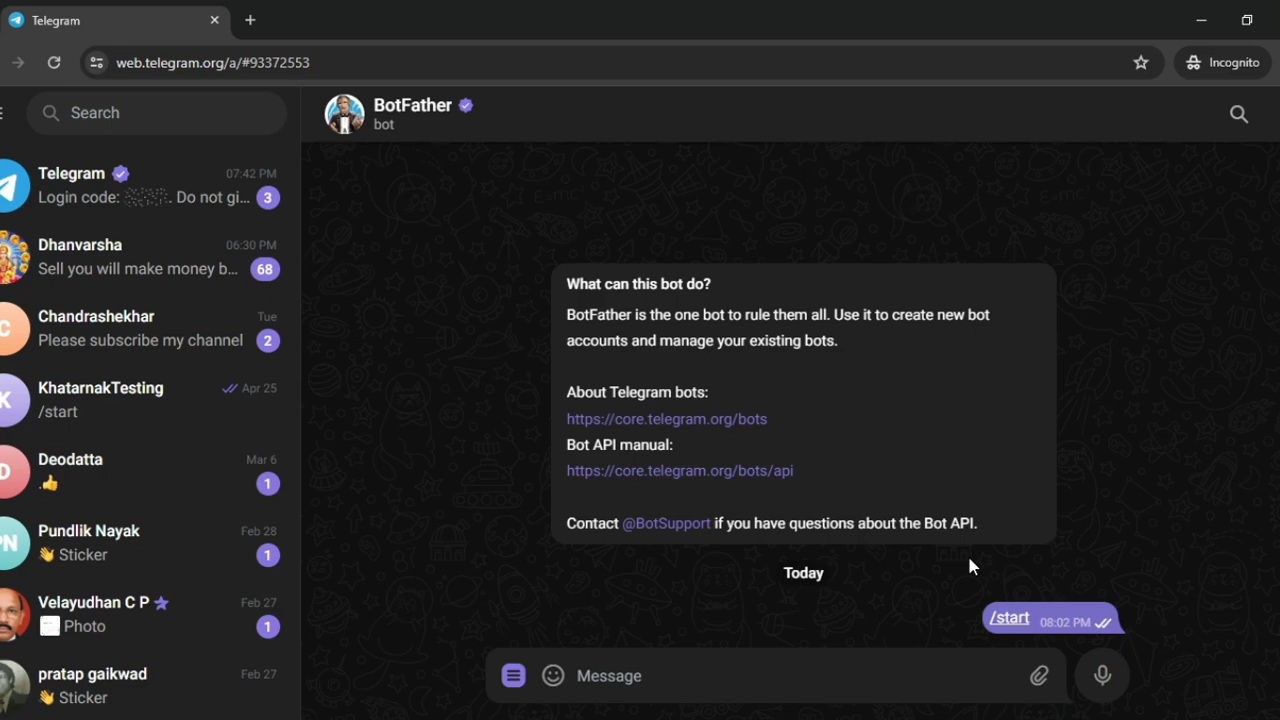 Telegram
web.telegram.org/a/#93372553
Incognito
Search
BotFather
bot
Telegram 07:42 PM
Login code: . Do not gi... 3
Dhanvarsha 06:30 PM
Sell you will make money b... 68
C
Chandrashekhar Tue
Please subscribe my channel 2
K
KhatarnakTesting Apr 25
/start
D
Deodatta Mar 6
.👍 1
PN
Pundlik Nayak Feb 28
👋 Sticker 1
Velayudhan C P Feb 27
Photo 1
pratap gaikwad Feb 27
👋 Sticker
What can this bot do?
BotFather is the one bot to rule them all. Use it to create new bot
accounts and manage your existing bots.
About Telegram bots:
https://core.telegram.org/bots
Bot API manual:
https://core.telegram.org/bots/api
Contact @BotSupport if you have questions about the Bot API.
Today
/start 08:02 PM
Message